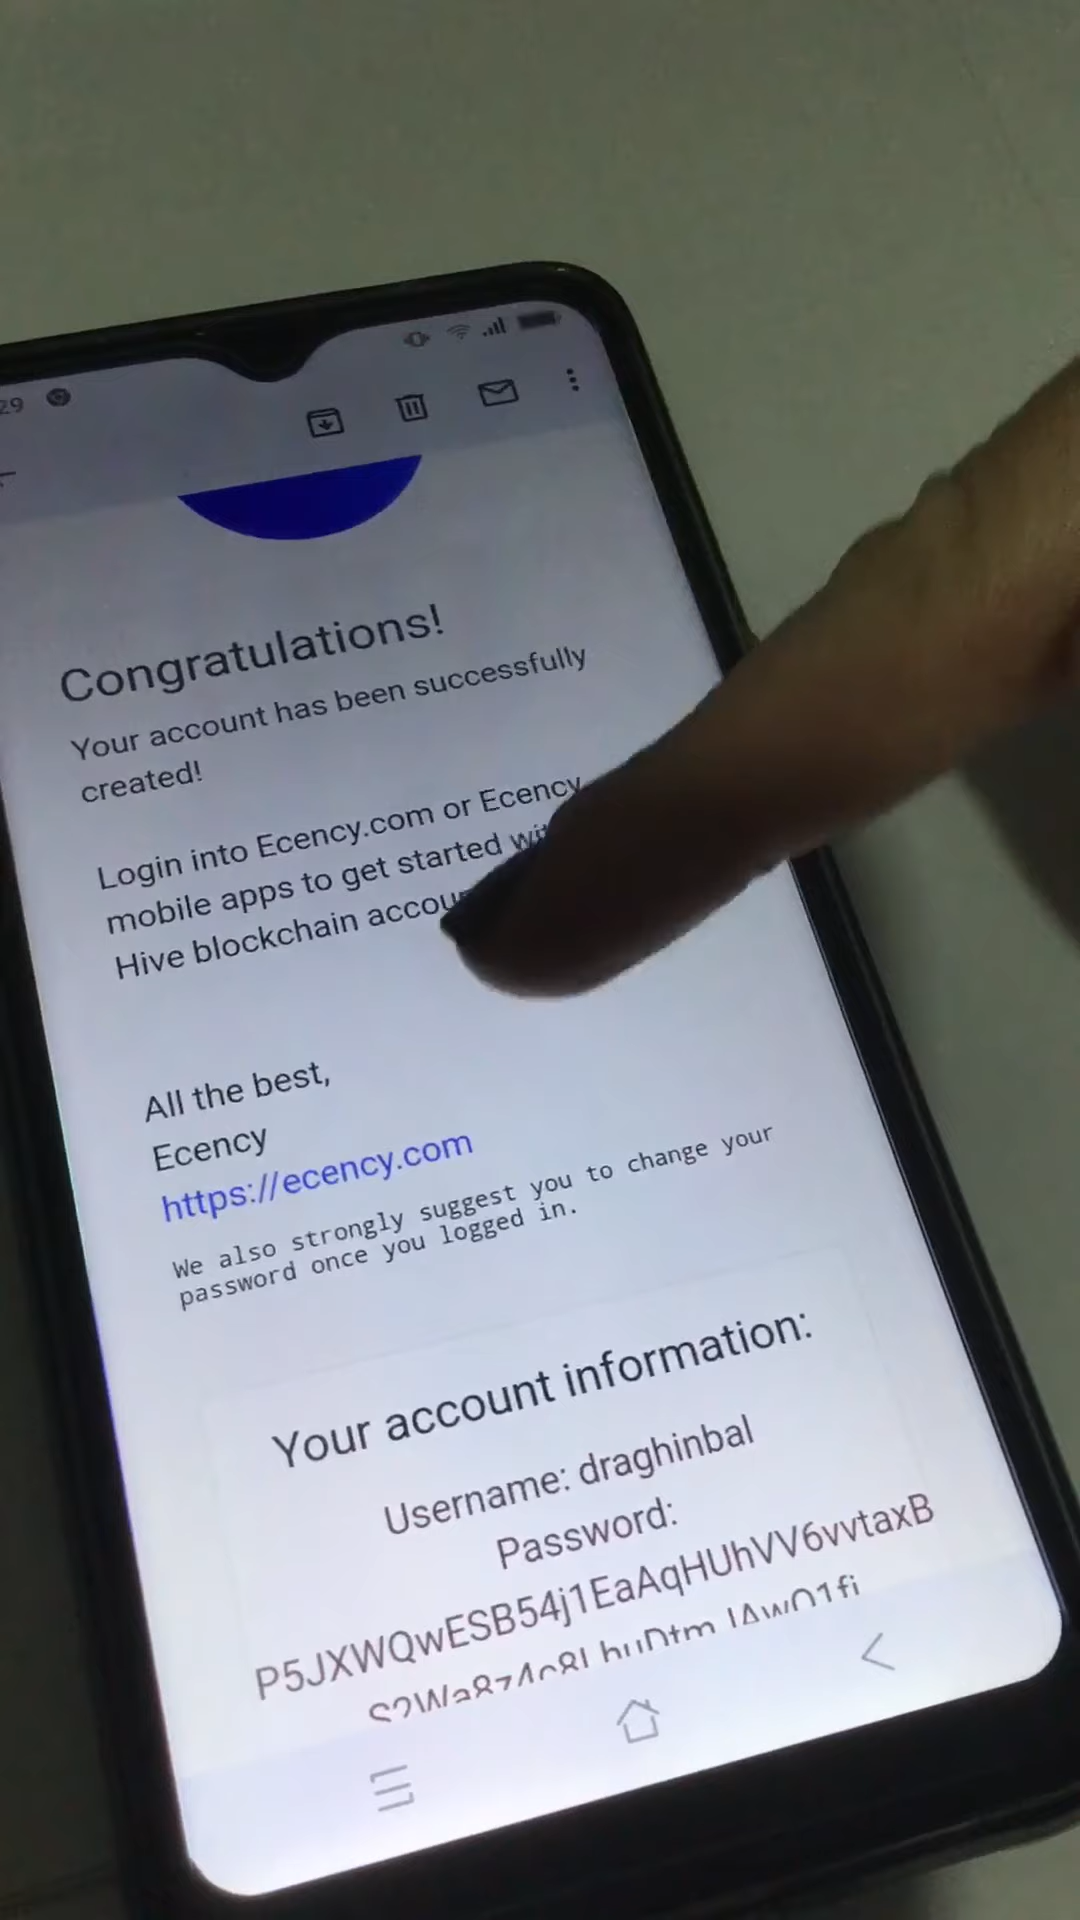 29
Congratulations!
Your account has been successfully
created!
Login into Ecency.com or Ecency
mobile apps to get started
Hive blockchain
All the best,
Ecency
https://ecency.com
We also strongly suggest you to change your
password once you logged in.
Your account information:
Username: draghinbal
Password:
P5JXWQwESB54j1EaAqHUhVV6vvtaxB